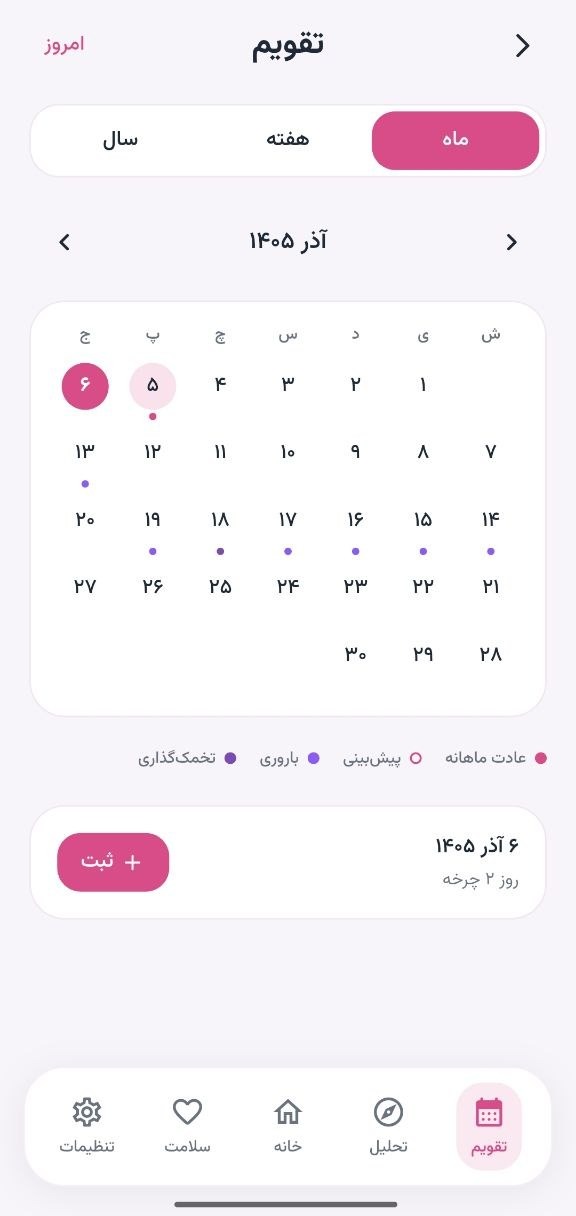 تقویم
امروز
ماه هفته سال
آذر ۱۴۰۵
ش ی د س چ پ ج
۱ ۲ ۳ ۴ ۵ ۶
۷ ۸ ۹ ۱۰ ۱۱ ۱۲ ۱۳
۱۴ ۱۵ ۱۶ ۱۷ ۱۸ ۱۹ ۲۰
۲۱ ۲۲ ۲۳ ۲۴ ۲۵ ۲۶ ۲۷
۲۸ ۲۹ ۳۰
عادت ماهانه پیش‌بینی باروری تخمک‌گذاری
۶ آذر ۱۴۰۵
روز ۲ چرخه
+ ثبت
تقویم تحلیل خانه سلامت تنظیمات